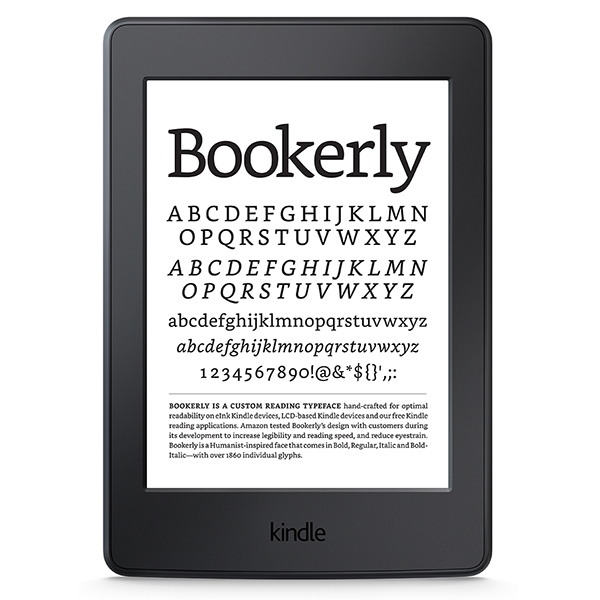 Bookerly
ABCDEFGHIJKLMN
OPQRSTUVWXYZ
ABCDEFGHIJKLMN
OPQRSTUVWXYZ
abcdefghijklmnopqrstuvwxyz
abcdefghijklmnopqrstuvwxyz
1234567890!@&*${}',;:
BOOKERLY IS A CUSTOM READING TYPEFACE hand-crafted for optimal
readability on eInk Kindle devices, LCD-based Kindle devices and our free Kindle
reading applications. Amazon tested Bookerly's design with customers during
its development to increase legibility and reading speed, and reduce eyestrain.
Bookerly is a Humanist-inspired face that comes in Bold, Regular, Italic and Bold-
Italic—with over 1860 individual glyphs.
kindle